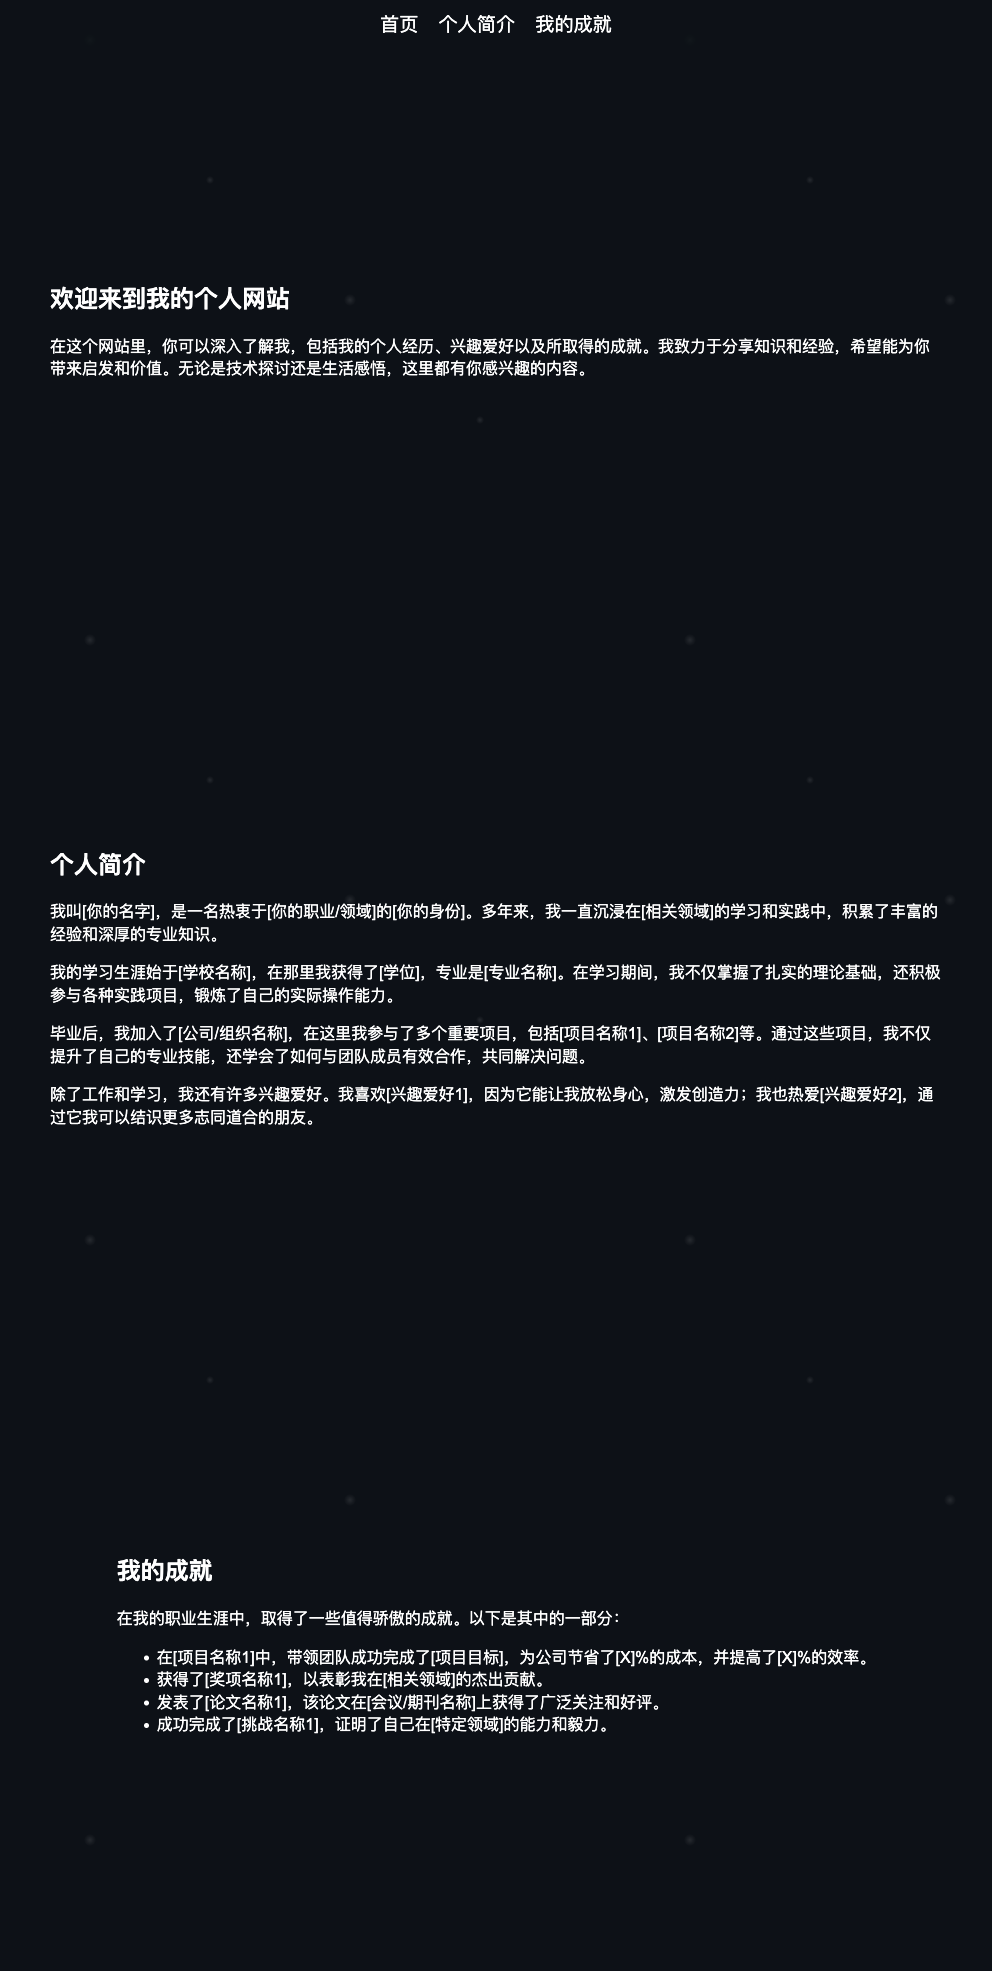 首页 个人简介 我的成就
欢迎来到我的个人网站
在这个网站里，你可以深入了解我，包括我的个人经历、兴趣爱好以及所取得的成就。我致力于分享知识和经验，希望能为你
带来启发和价值。无论是技术探讨还是生活感悟，这里都有你感兴趣的内容。
个人简介
我叫[你的名字]，是一名热衷于[你的职业/领域]的[你的身份]。多年来，我一直沉浸在[相关领域]的学习和实践中，积累了丰富的
经验和深厚的专业知识。
我的学习生涯始于[学校名称]，在那里我获得了[学位]，专业是[专业名称]。在学习期间，我不仅掌握了扎实的理论基础，还积极
参与各种实践项目，锻炼了自己的实际操作能力。
毕业后，我加入了[公司/组织名称]，在这里我参与了多个重要项目，包括[项目名称1]、[项目名称2]等。通过这些项目，我不仅
提升了自己的专业技能，还学会了如何与团队成员有效合作，共同解决问题。
除了工作和学习，我还有许多兴趣爱好。我喜欢[兴趣爱好1]，因为它能让我放松身心，激发创造力；我也热爱[兴趣爱好2]，通
过它我可以结识更多志同道合的朋友。
我的成就
在我的职业生涯中，取得了一些值得骄傲的成就。以下是其中的一部分：
• 在[项目名称1]中，带领团队成功完成了[项目目标]，为公司节省了[X]%的成本，并提高了[X]%的效率。
• 获得了[奖项名称1]，以表彰我在[相关领域]的杰出贡献。
• 发表了[论文名称1]，该论文在[会议/期刊名称]上获得了广泛关注和好评。
• 成功完成了[挑战名称1]，证明了自己在[特定领域]的能力和毅力。